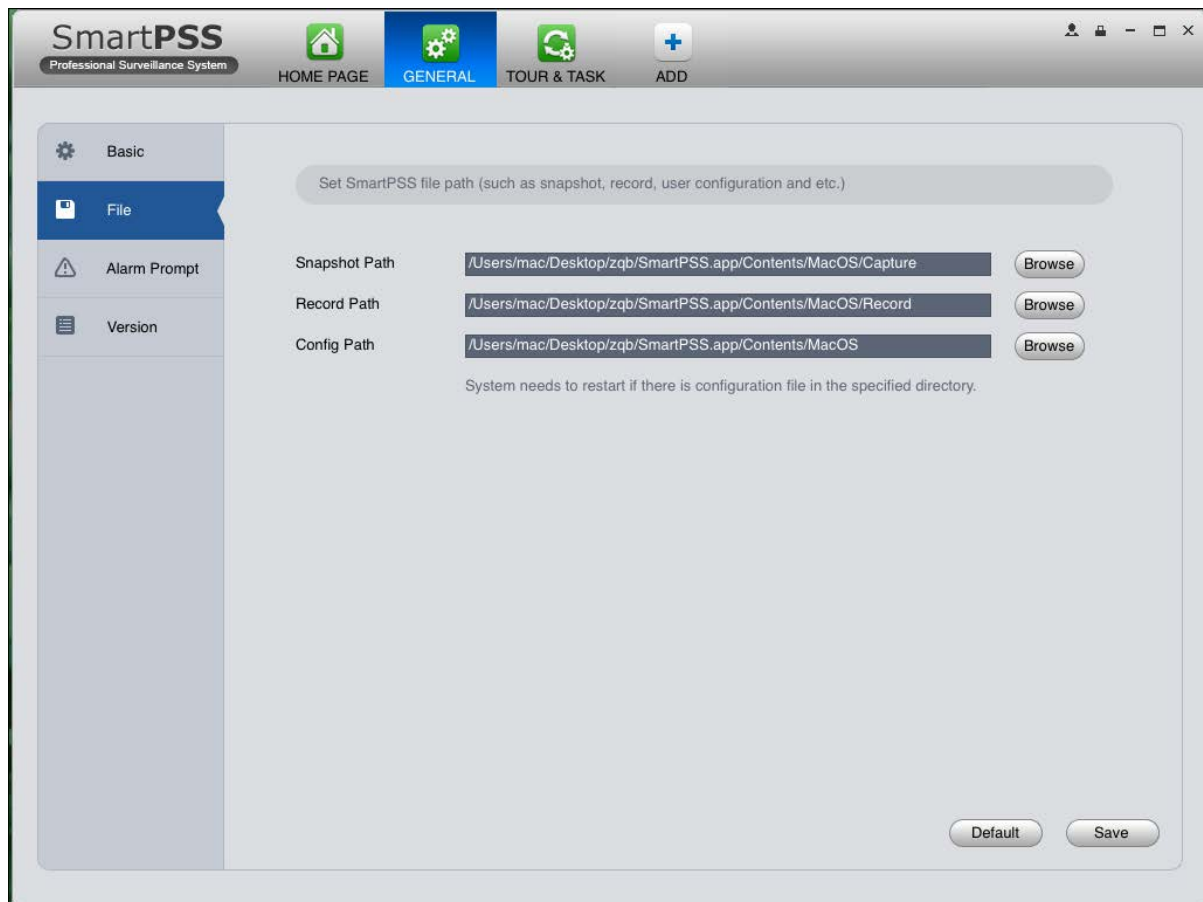 SmartPSS
Professional Surveillance System
HOME PAGE
GENERAL
TOUR & TASK
ADD
Basic
File
Alarm Prompt
Version
Set SmartPSS file path (such as snapshot, record, user configuration and etc.)
Snapshot Path /Users/mac/Desktop/zqb/SmartPSS.app/Contents/MacOS/Capture Browse
Record Path /Users/mac/Desktop/zqb/SmartPSS.app/Contents/MacOS/Record Browse
Config Path /Users/mac/Desktop/zqb/SmartPSS.app/Contents/MacOS Browse
System needs to restart if there is configuration file in the specified directory.
Default Save